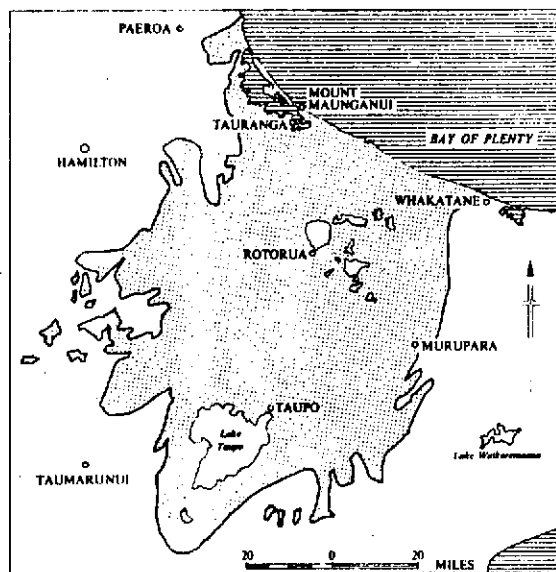 PAEROA
MOUNT
MAUNGANUI
TAURANGA
BAY OF PLENTY
HAMILTON
WHAKATANE
ROTORUA
MURUPARA
TAUPO
Lake
Taupo
Lake Waikaremoana
TAUMARUNUI
20 0 20 MILES